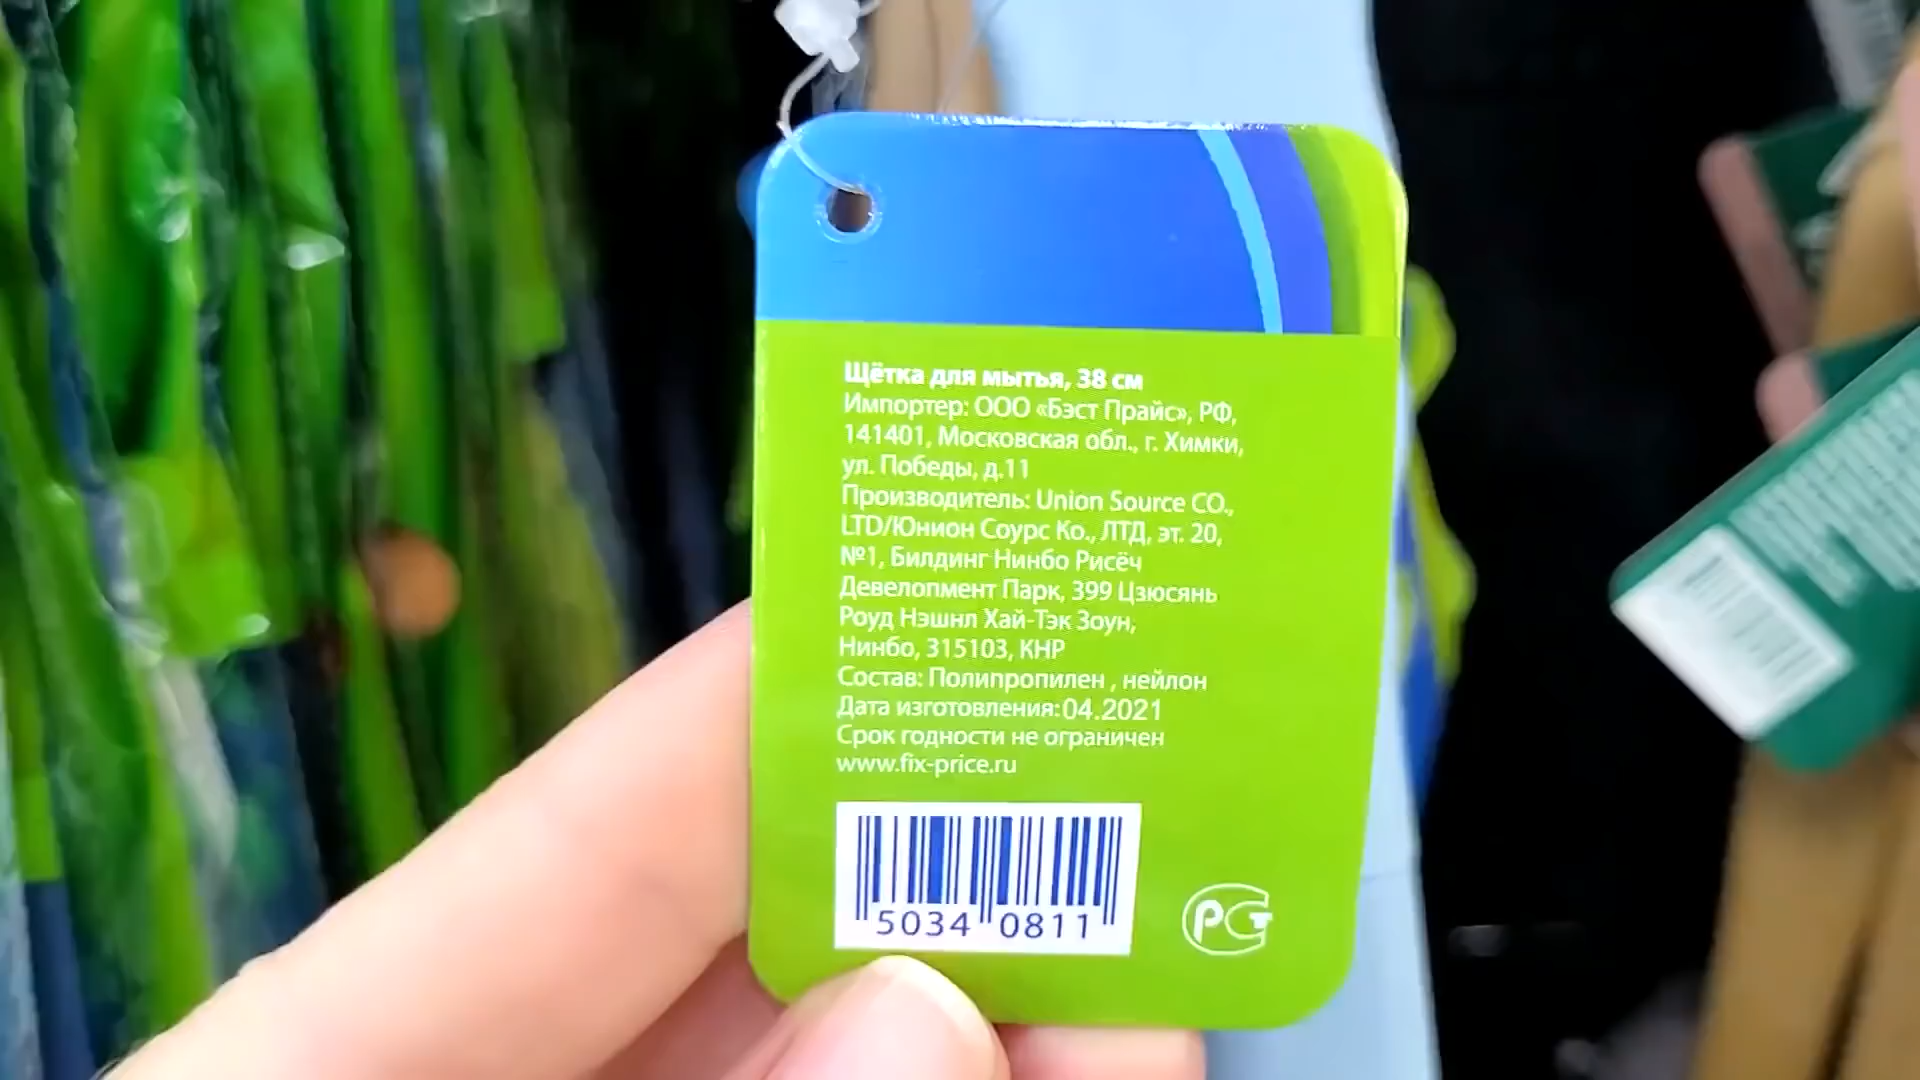 Щётка для мытья, 38 см
Импортер: ООО «Бэст Прайс», РФ,
141401, Московская обл., г. Химки,
ул. Победы, д.11
Производитель: Union Source CO.,
LTD/Юнион Соурс Ко., ЛТД, эт. 20,
№1, Билдинг Нинбо Рисёч
Девелопмент Парк, 399 Цзюсянь
Роуд Нэшнл Хай-Тэк Зоун,
Нинбо, 315103, КНР
Состав: Полипропилен , нейлон
Дата изготовления:04.2021
Срок годности не ограничен
www.fix-price.ru
5034 0811
РСТ